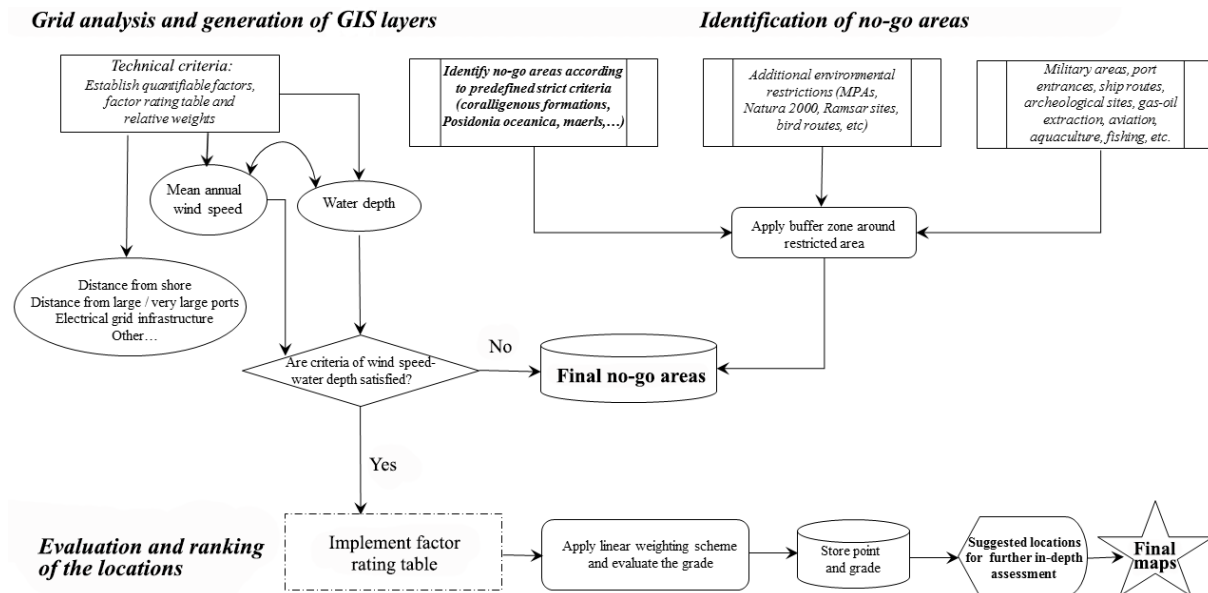 Grid analysis and generation of GIS layers
Identification of no-go areas
Technical criteria:
Establish quantifiable factors,
factor rating table and
relative weights
Identify no-go areas according
to predefined strict criteria
(coralligenous formations,
Posidonia oceanica, maerls,…)
Additional environmental
restrictions (MPAs,
Natura 2000, Ramsar sites,
bird routes, etc)
Military areas, port
entrances, ship routes,
archeological sites, gas-oil
extraction, aviation,
aquaculture, fishing, etc.
Mean annual
wind speed
Water depth
Apply buffer zone around
restricted area
Distance from shore
Distance from large / very large ports
Electrical grid infrastructure
Other…
Are criteria of wind speed-
water depth satisfied?
No
Final no-go areas
Yes
Evaluation and ranking
of the locations
Implement factor
rating table
Apply linear weighting scheme
and evaluate the grade
Store point
and grade
Suggested locations
for further in-depth
assessment
Final
maps